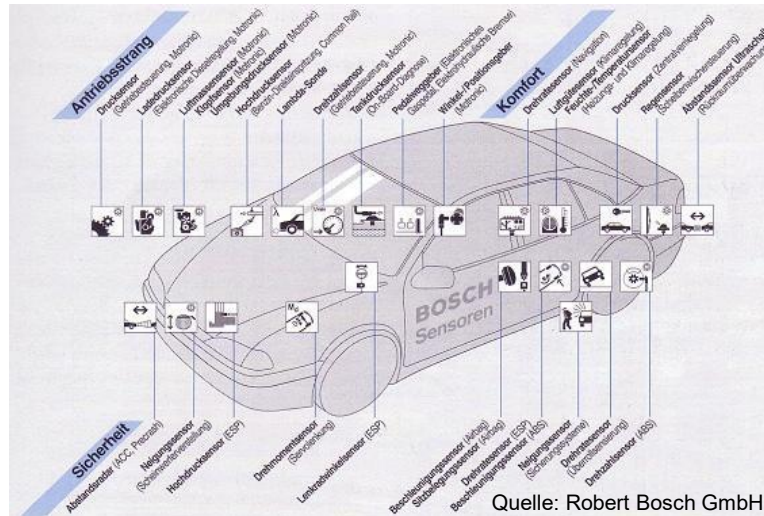 Antriebsstrang
Drucksensor
(Getriebesteuerung, Motronic)
Ladedrucksensor
(Elektronische Dieselregelung, Motronic)
Luftmassensensor (Motronic)
Klopfsensor (Motronic)
Umgebungsdrucksensor (Motronic)
Hochdrucksensor
(Benzin-Direkteinspritzung, Common Rail)
Lambda-Sonde
Drehzahlsensor
(Getriebesteuerung, Motronic)
Tankdrucksensor
(On-Board-Diagnose)
Pedalweggeber (Elektronisches
Gaspedal, Elektrohydraulische Bremse)
Winkel-/Positionsgeber
(Motronic)
Komfort
Drehratesensor (Navigation)
Luftgütesensor (Klimaregelung)
Feuchte-/Temperatursensor
(Heizungs- und Klimaregelung)
Drucksensor (Zentralverriegelung)
Regensensor
(Scheibenwischersteuerung)
Abstandssensor Ultraschall
(Rückraumüberwachung
BOSCH
Sensoren
Sicherheit
Abstandsradar (ACC, Precrash)
Neigungssensor
(Scheinwerferverstellung)
Hochdrucksensor (ESP)
Drehmomentsensor
(Servolenkung)
Lenkradwinkelsensor (ESP)
Beschleunigungssensor (Airbag)
Sitzbelegungssensor (Airbag)
Drehratesensor (ESP)
Beschleunigungssensor (ABS)
Neigungssensor
(Sicherungssysteme)
Drehratesensor
(Überrollsensierung)
Drehzahlsensor (ABS)
Quelle: Robert Bosch GmbH